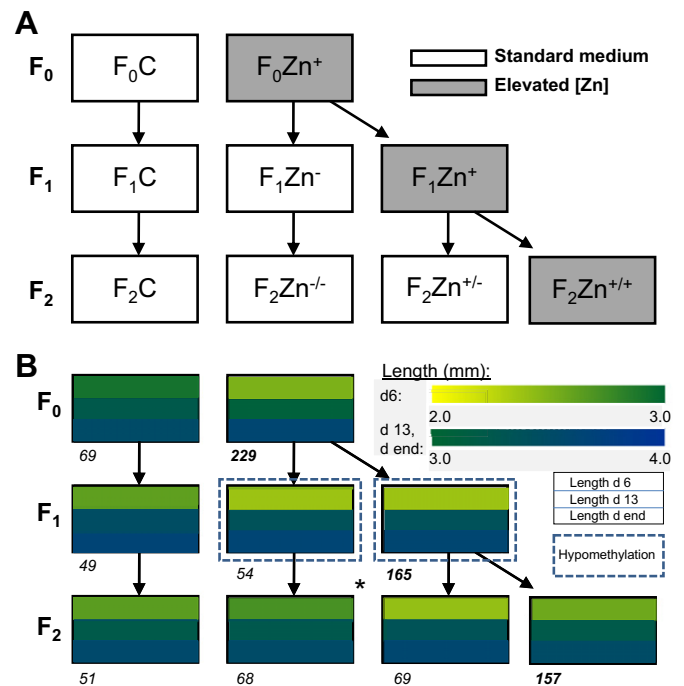 A
F₀
F₀C
F₀Zn⁺
Standard medium
Elevated [Zn]
F₁
F₁C
F₁Zn⁻
F₁Zn⁺
F₂
F₂C
F₂Zn⁻/⁻
F₂Zn⁺/⁻
F₂Zn⁺/⁺
B
Length (mm):
d6:
2.0 3.0
d 13,
d end:
3.0 4.0
F₀
69
229
Length d 6
Length d 13
Length d end
Hypomethylation
F₁
49
54
165
*
F₂
51
68
69
157